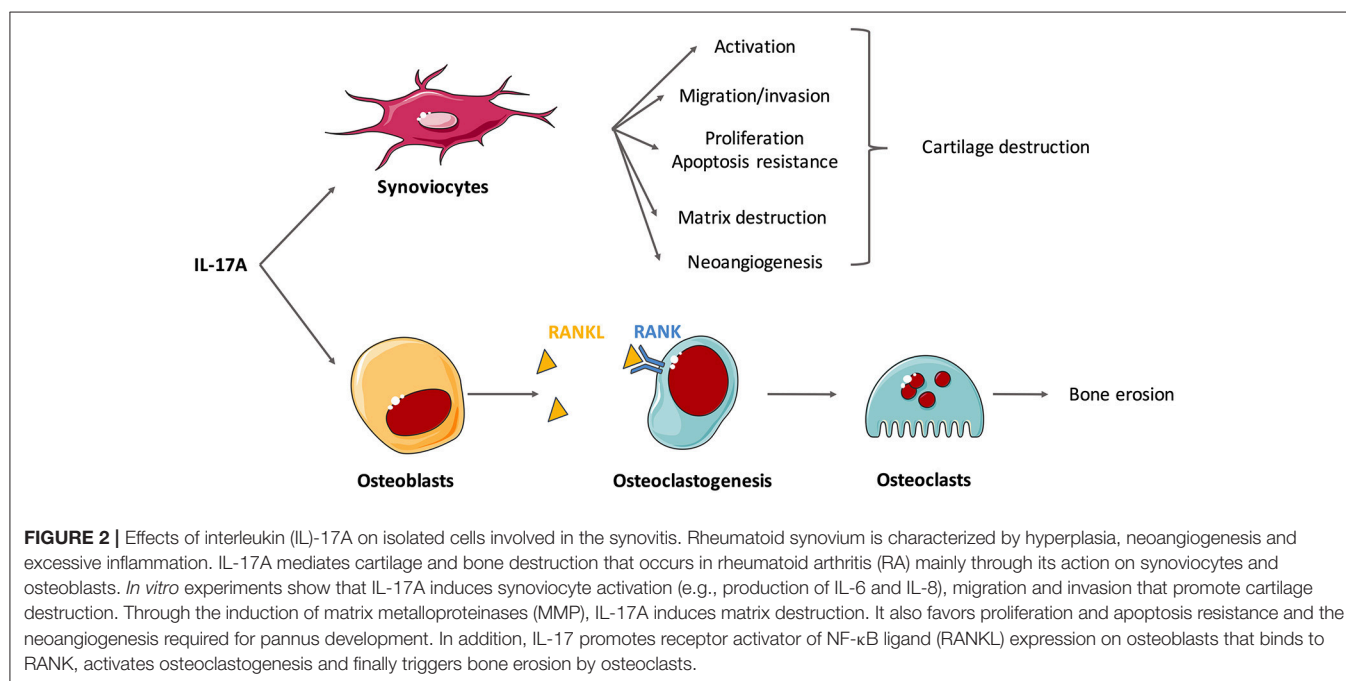 Activation
Migration/invasion
Proliferation
Apoptosis resistance
Cartilage destruction
Synoviocytes
Matrix destruction
Neoangiogenesis
IL-17A
RANKL
RANK
Bone erosion
Osteoblasts
Osteoclastogenesis
Osteoclasts
FIGURE 2 | Effects of interleukin (IL)-17A on isolated cells involved in the synovitis. Rheumatoid synovium is characterized by hyperplasia, neoangiogenesis and
excessive inflammation. IL-17A mediates cartilage and bone destruction that occurs in rheumatoid arthritis (RA) mainly through its action on synoviocytes and
osteoblasts. In vitro experiments show that IL-17A induces synoviocyte activation (e.g., production of IL-6 and IL-8), migration and invasion that promote cartilage
destruction. Through the induction of matrix metalloproteinases (MMP), IL-17A induces matrix destruction. It also favors proliferation and apoptosis resistance and the
neoangiogenesis required for pannus development. In addition, IL-17 promotes receptor activator of NF-κB ligand (RANKL) expression on osteoblasts that binds to
RANK, activates osteoclastogenesis and finally triggers bone erosion by osteoclasts.